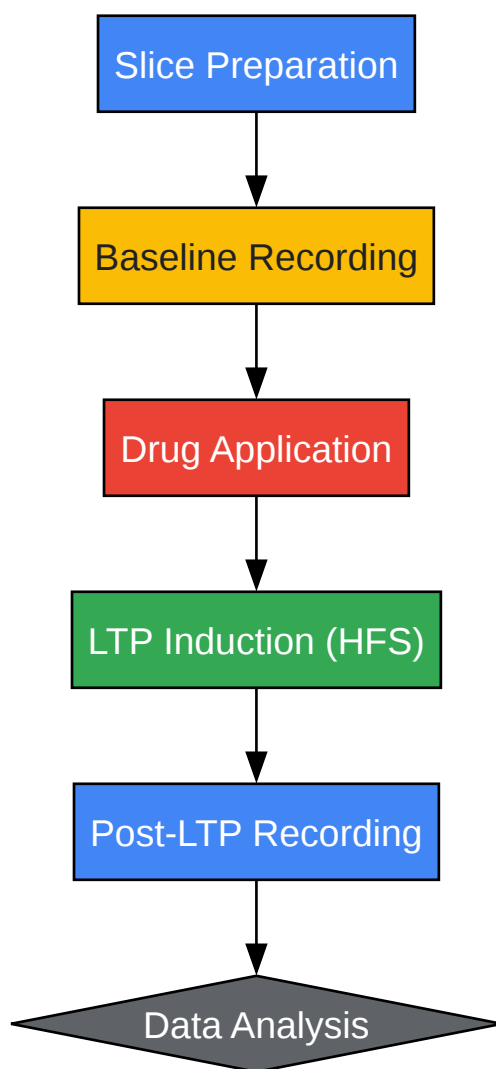 Slice Preparation
Baseline Recording
Drug Application
LTP Induction (HFS)
Post-LTP Recording
Data Analysis